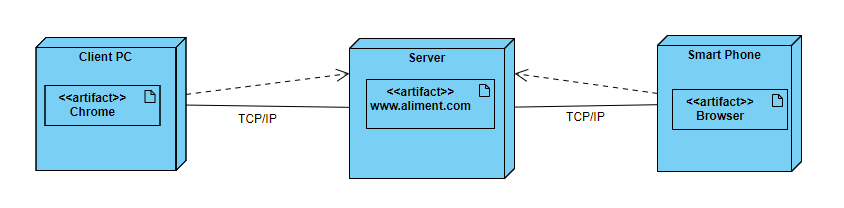 Client PC
<<artifact>>
Chrome
TCP/IP
Server
<<artifact>>
www.aliment.com
TCP/IP
Smart Phone
<<artifact>>
Browser